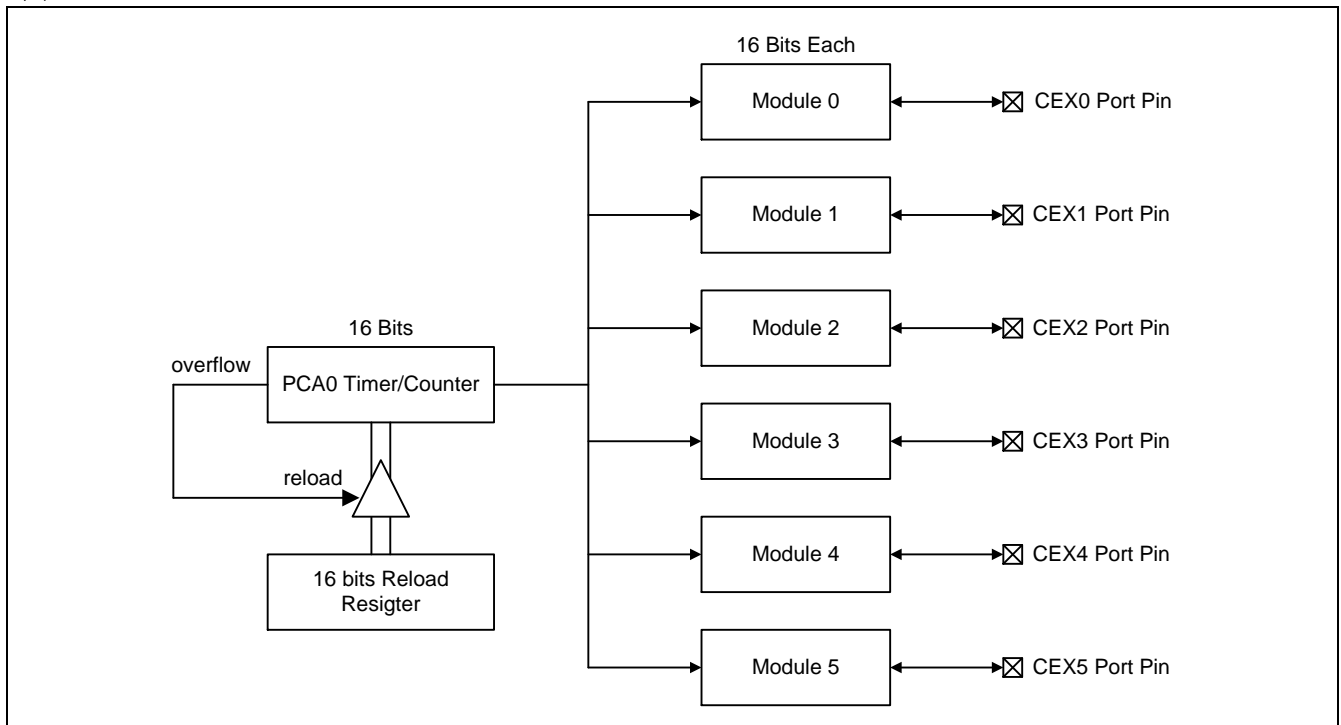 16 Bits Each
Module 0
CEX0 Port Pin
Module 1
CEX1 Port Pin
Module 2
CEX2 Port Pin
16 Bits
overflow
PCA0 Timer/Counter
Module 3
CEX3 Port Pin
reload
Module 4
CEX4 Port Pin
16 bits Reload
Resigter
Module 5
CEX5 Port Pin